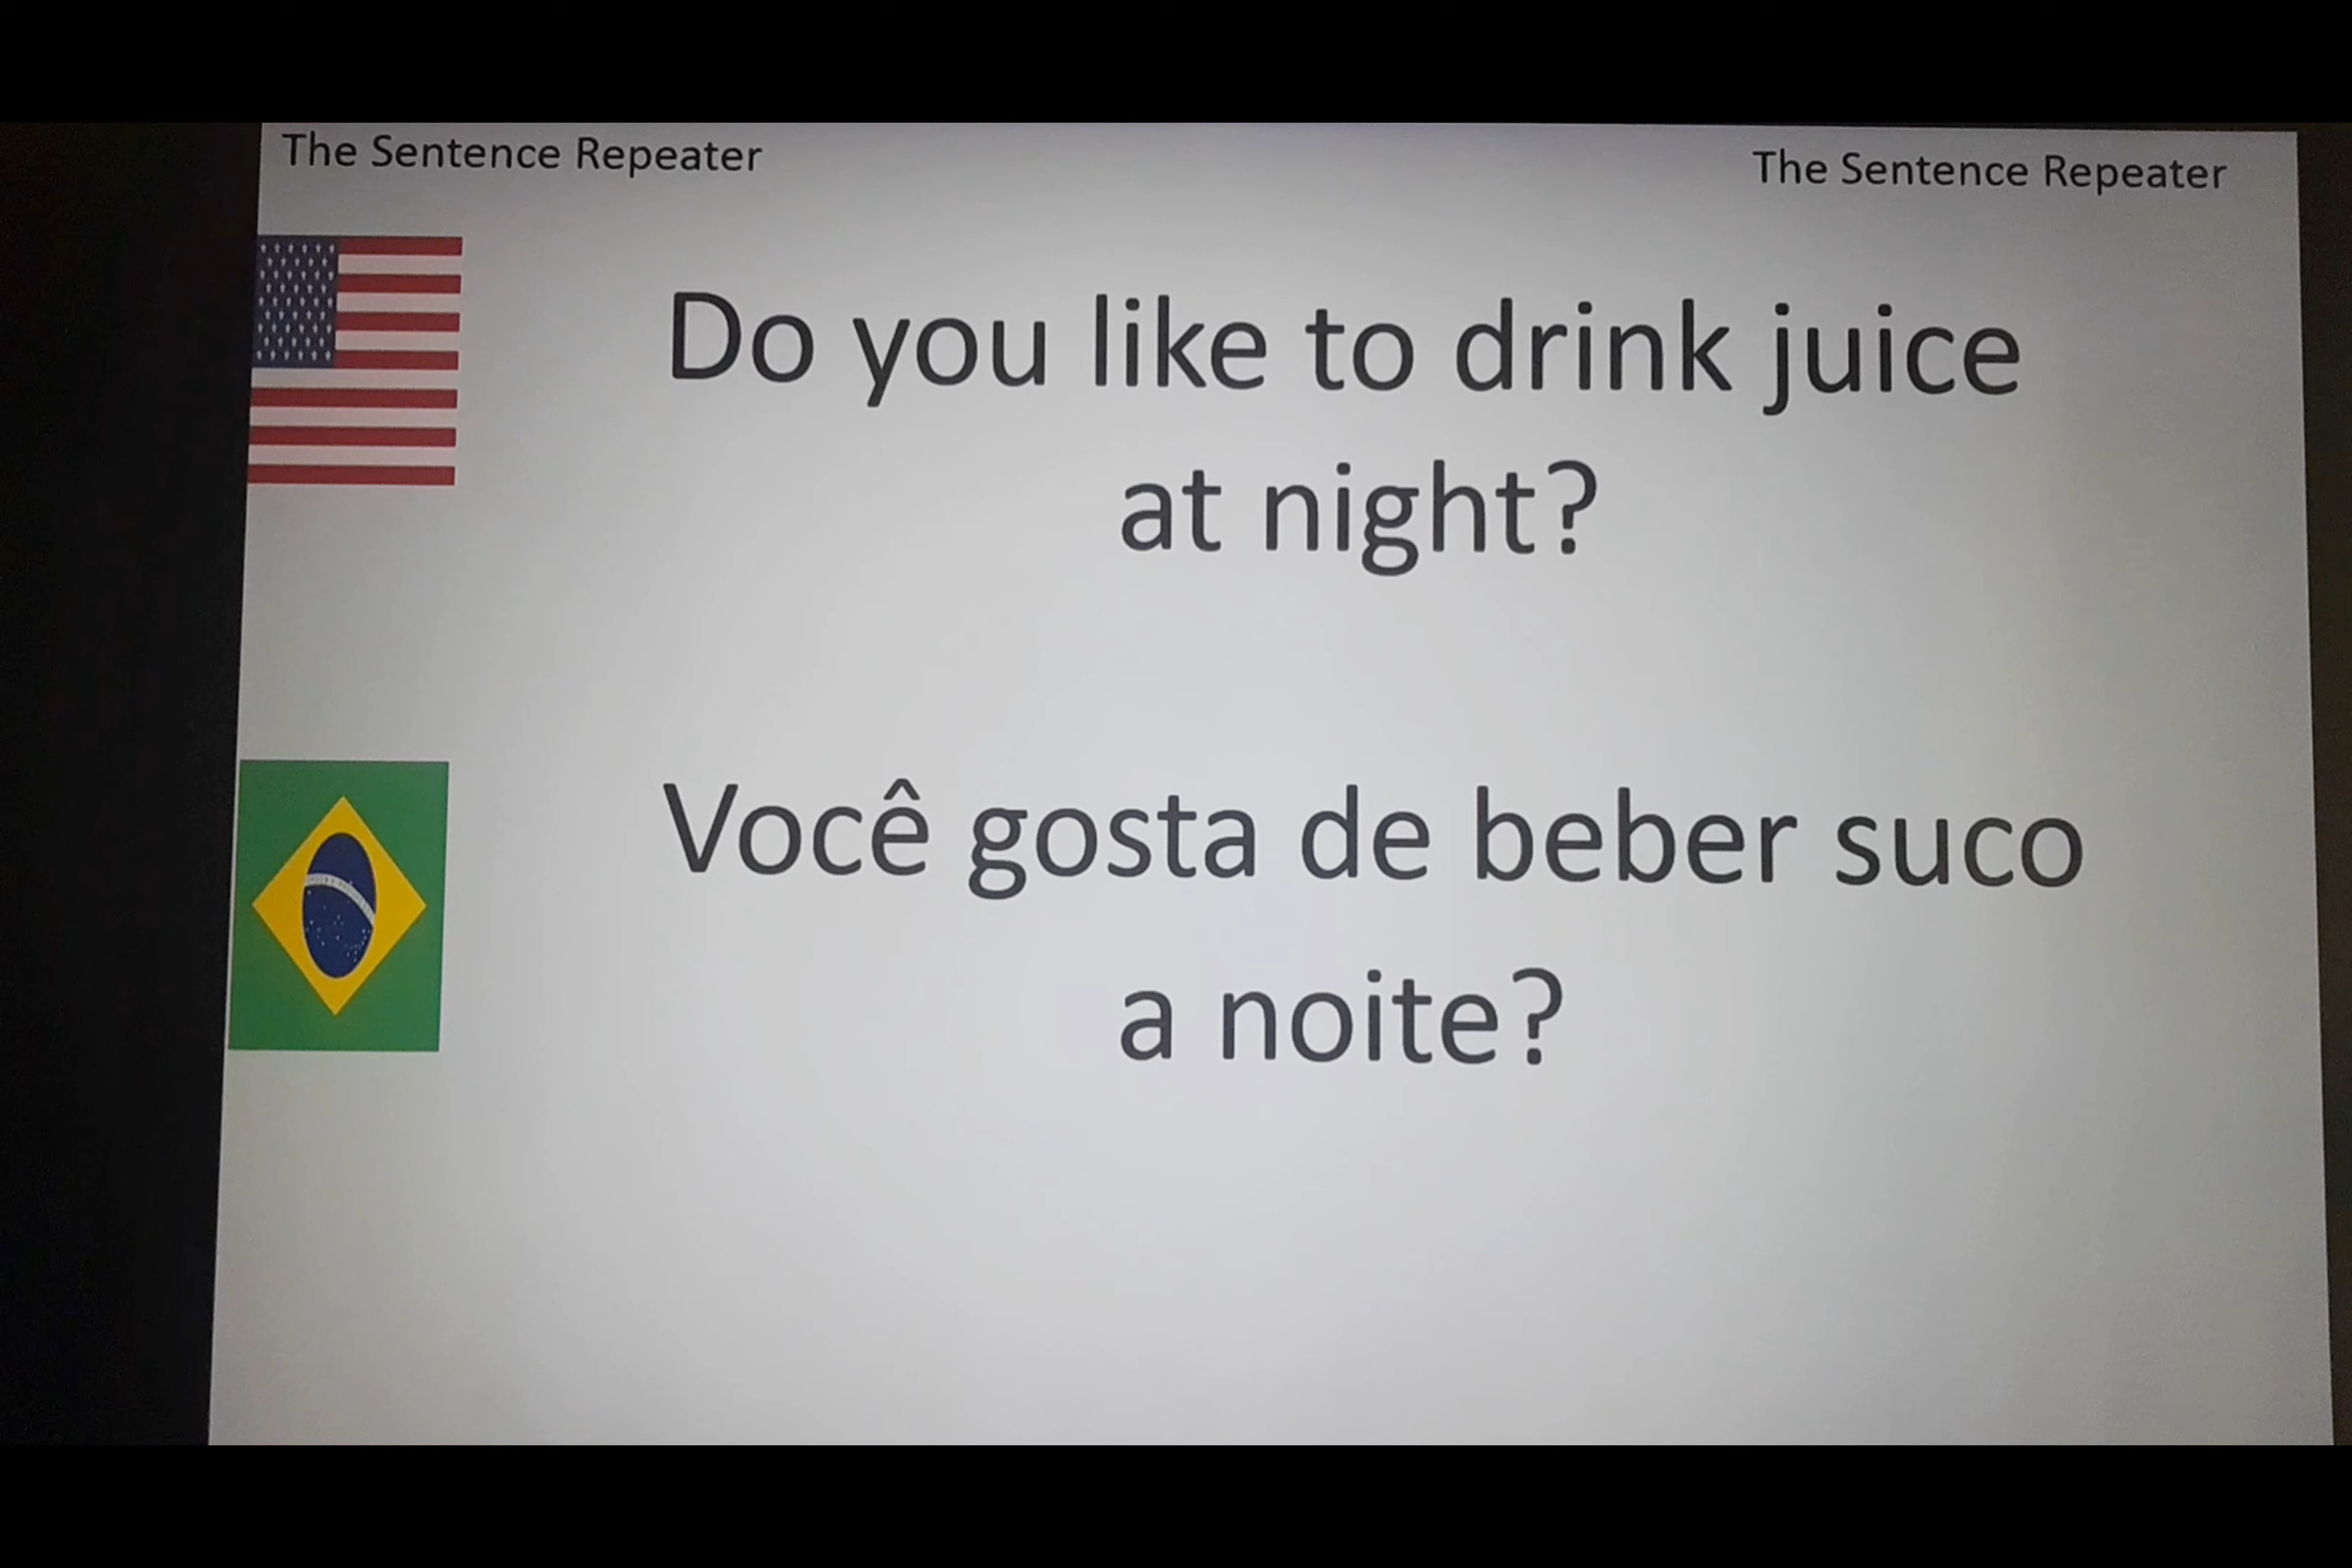 The Sentence Repeater
The Sentence Repeater
Do you like to drink juice
at night?
Você gosta de beber suco
a noite?